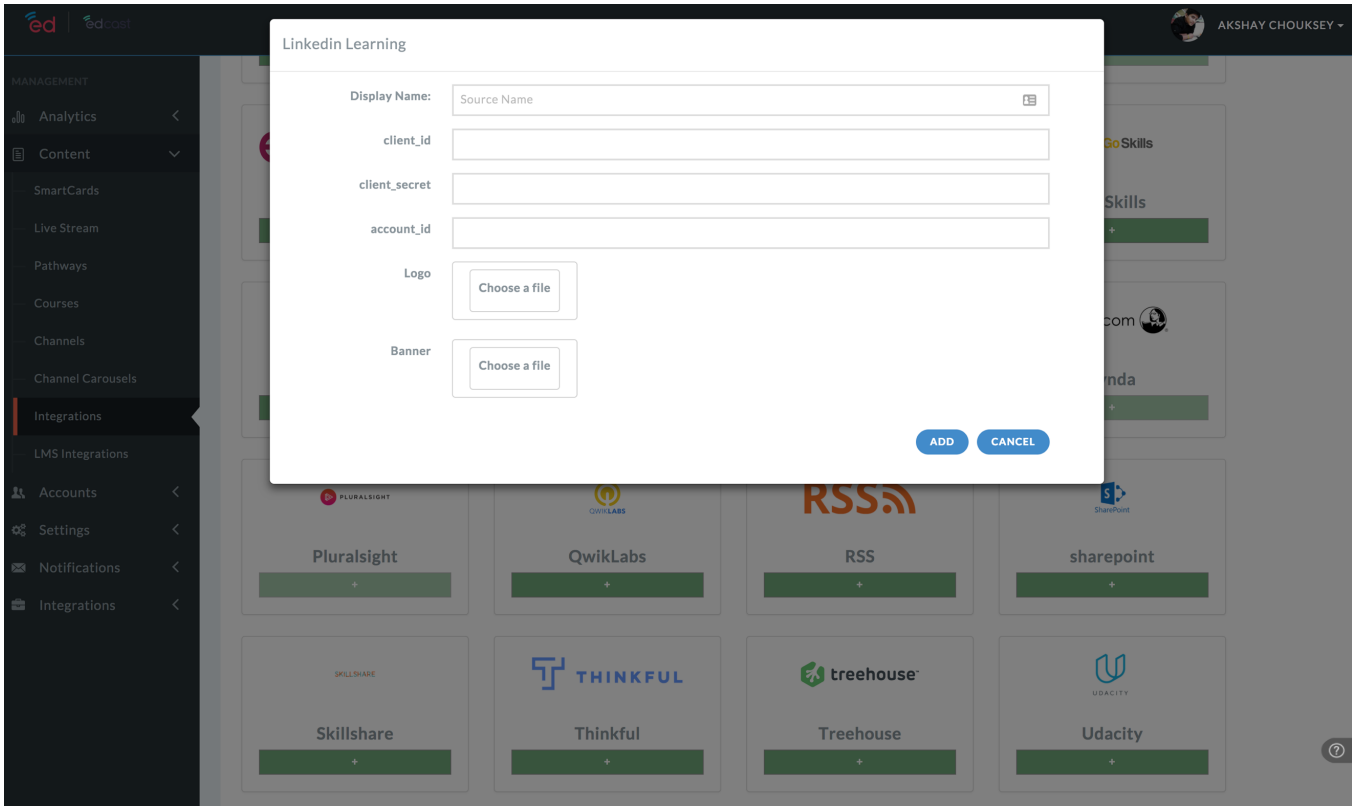 ed
edcast
AKSHAY CHOUKSEY
Linkedin Learning
MANAGEMENT
Analytics
Content
SmartCards
Live Stream
Pathways
Courses
Channels
Channel Carousels
Integrations
LMS Integrations
Accounts
Settings
Notifications
Integrations
Display Name:
Source Name
client_id
client_secret
account_id
Logo
Choose a file
Banner
Choose a file
ADD
CANCEL
GoSkills
Skills
+
com
nda
+
PLURALSIGHT
QWIKLABS
RSS
SharePoint
Pluralsight
QwikLabs
RSS
sharepoint
+
+
+
+
SKILLSHARE
THINKFUL
treehouse
UDACITY
Skillshare
Thinkful
Treehouse
Udacity
+
+
+
+
?